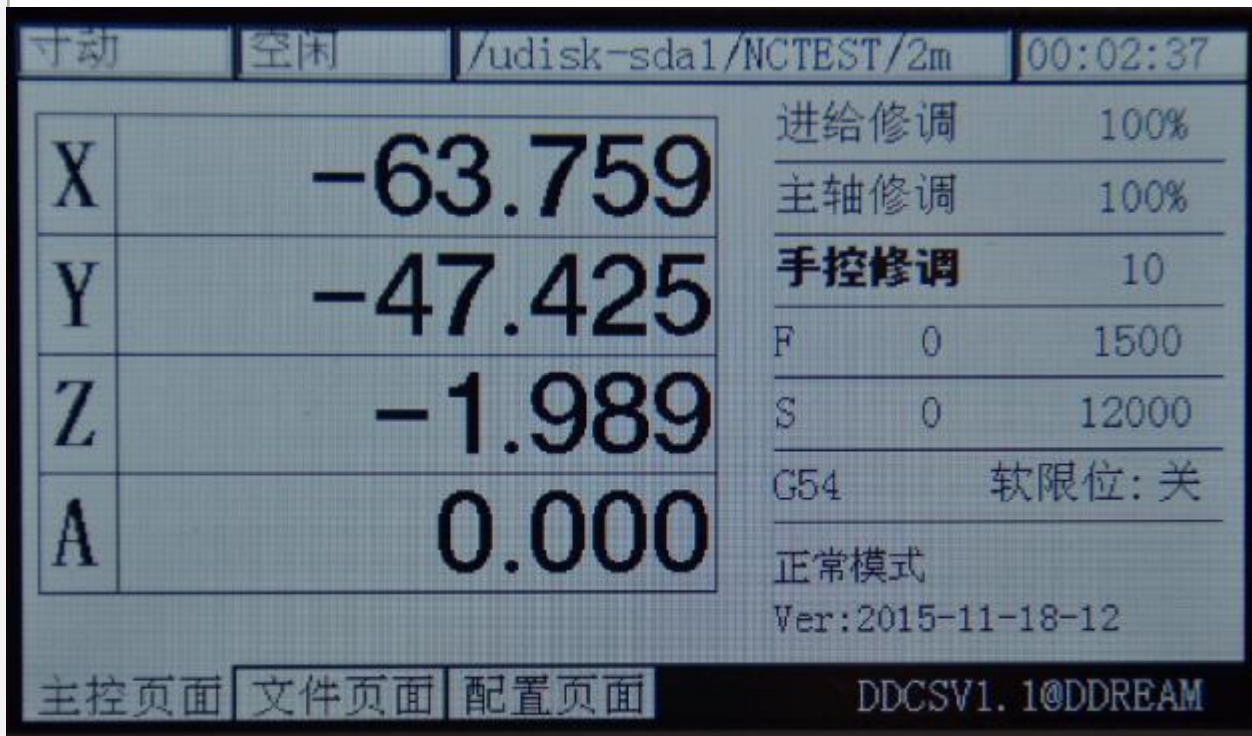 寸动 空闲 /udisk-sda1/NCTEST/2m 00:02:37
X -63.759
Y -47.425
Z -1.989
A 0.000
进给修调 100%
主轴修调 100%
手控修调 10
F 0 1500
S 0 12000
G54 软限位: 关
正常模式
Ver:2015-11-18-12
主控页面 文件页面 配置页面 DDCSV1.1@DDREAM